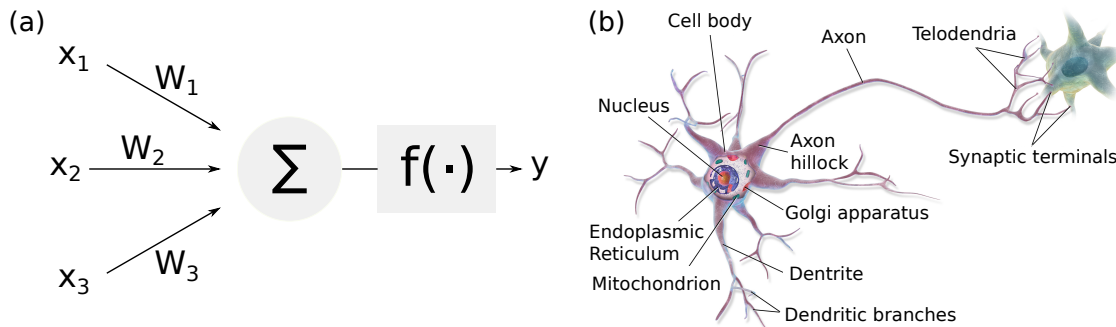 (a)
x1
W1
x2
W2
x3
W3
Σ
f(·)
y
(b)
Cell body
Axon
Telodendria
Nucleus
Axon
hillock
Synaptic terminals
Golgi apparatus
Endoplasmic
Reticulum
Mitochondrion
Dentrite
Dendritic branches